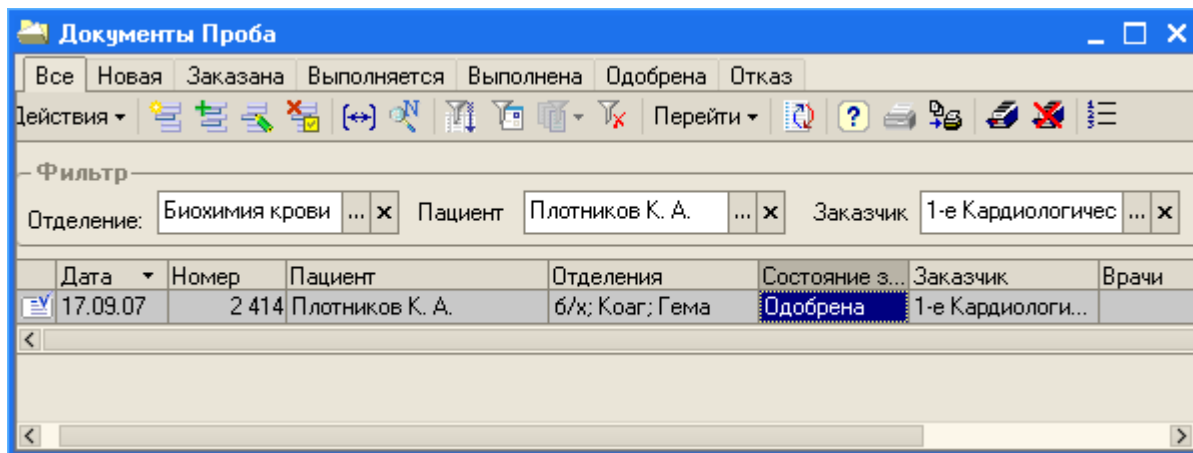 Документы Проба
Все Новая Заказана Выполняется Выполнена Одобрена Отказ
Действия Перейти
Фильтр
Отделение: Биохимия крови ... x Пациент Плотников К. А. ... x Заказчик 1-е Кардиологичес ... x
Дата Номер Пациент Отделения Состояние з... Заказчик Врачи
17.09.07 2 414 Плотников К. А. б/х; Коаг; Гема Одобрена 1-е Кардиологи...